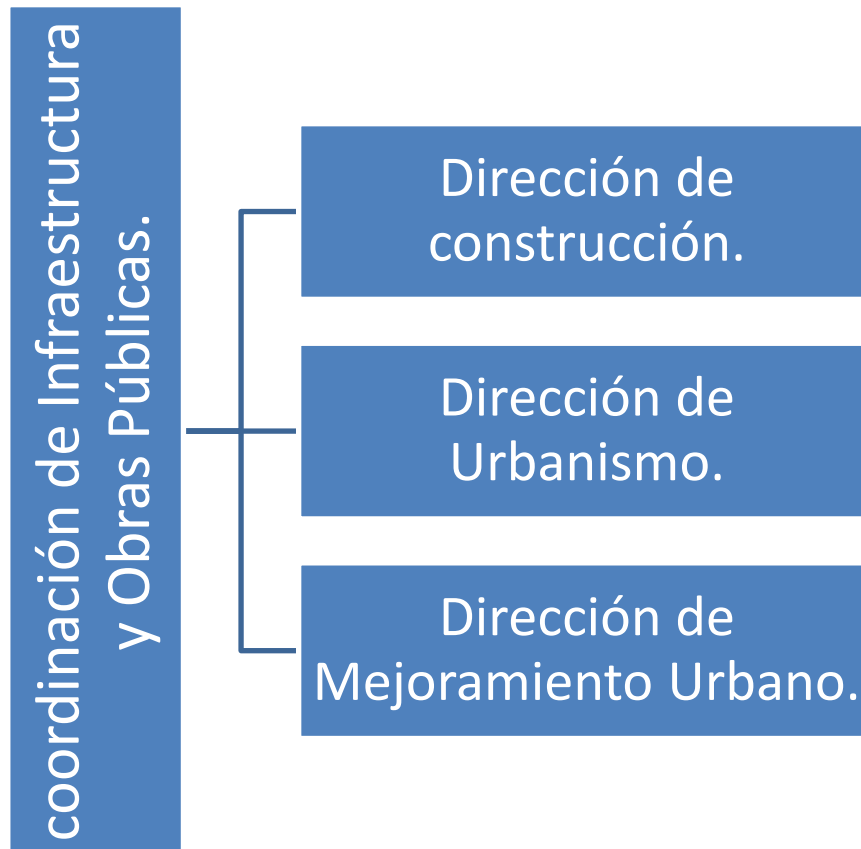 coordinación de Infraestructura
y Obras Públicas.
Dirección de
construcción.
Dirección de
Urbanismo.
Dirección de
Mejoramiento Urbano.